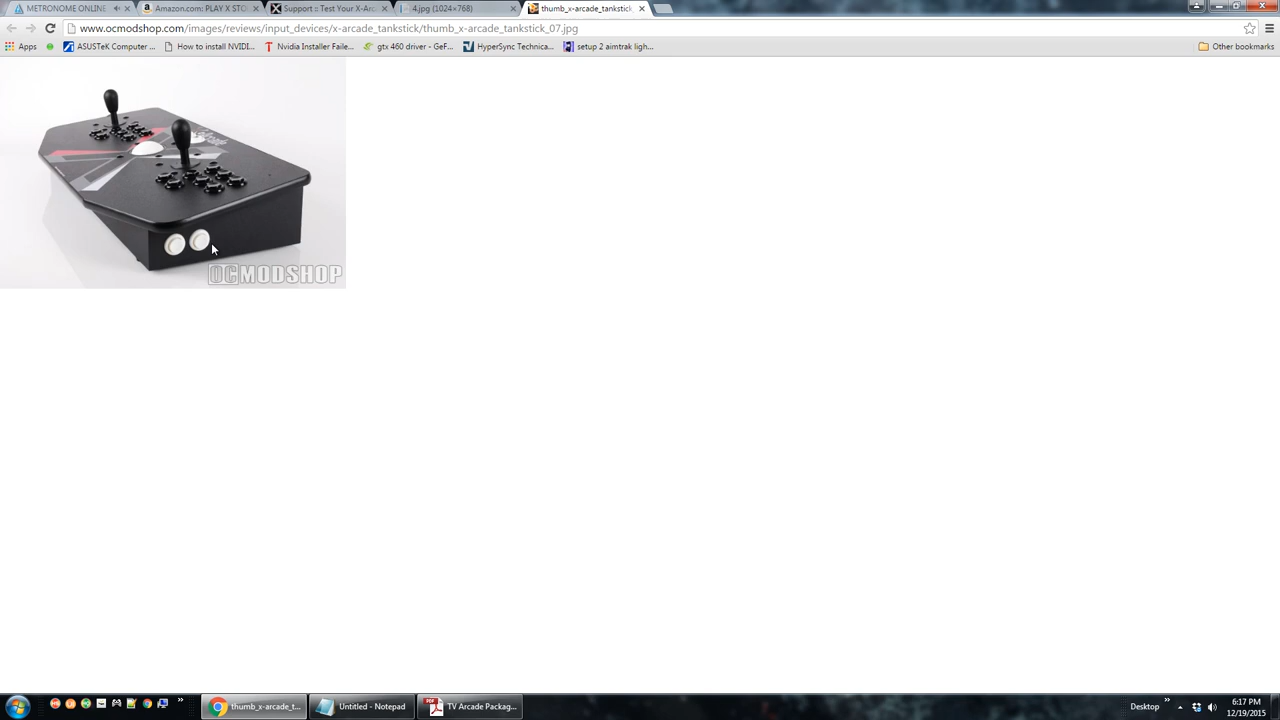 METRONOME ONLINE
Amazon.com: PLAY X STO
Support :: Test Your X-Arc
4.jpg (1024×768)
thumb_x-arcade_tankstick_
www.ocmodshop.com/images/reviews/input_devices/x-arcade_tankstick/thumb_x-arcade_tankstick_07.jpg
Apps
ASUSTeK Computer ...
How to install NVIDI...
Nvidia Installer Faile...
gtx 460 driver - GeF...
HyperSync Technica...
setup 2 aimtrak ligh...
Other bookmarks
OCMODSHOP
thumb_x-arcade_t...
Untitled - Notepad
TV Arcade Packag...
Desktop
6:17 PM
12/19/2015